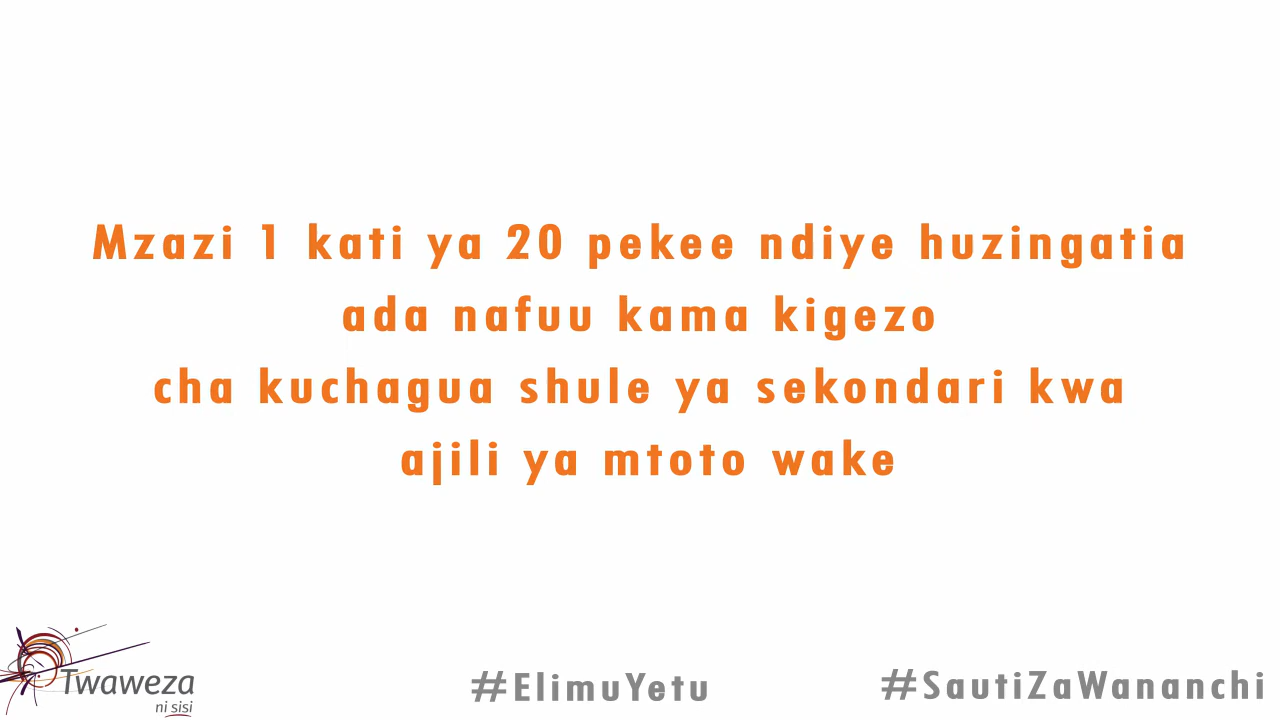 Mzazi 1 kati ya 20 pekee ndiye huzingatia
ada nafuu kama kigezo
cha kuchagua shule ya sekondari kwa
ajili ya mtoto wake
Twaweza
ni sisi
#ElimuYetu
#SautiZaWananchi